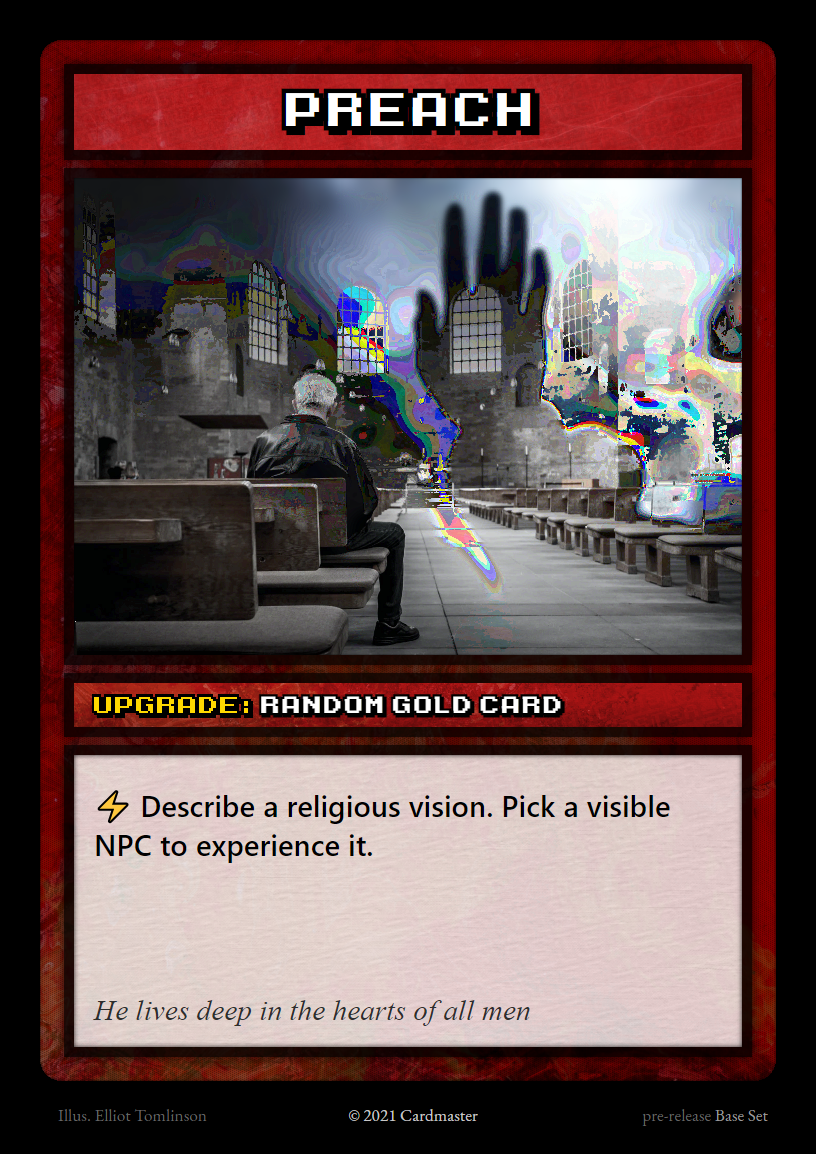 PREACH
UPGRADE: RANDOM GOLD CARD
⚡ Describe a religious vision. Pick a visible
NPC to experience it.
He lives deep in the hearts of all men
Illus. Elliot Tomlinson © 2021 Cardmaster pre-release Base Set